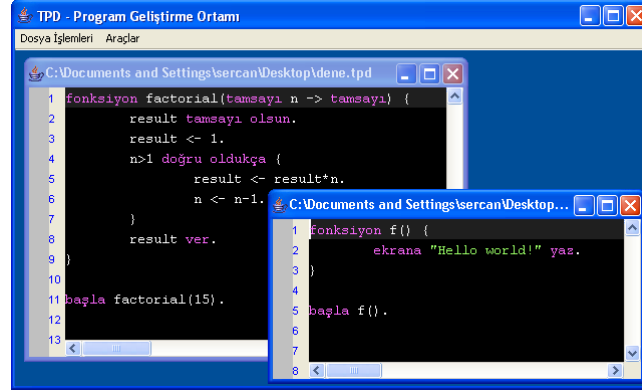 TPD - Program Geliştirme Ortamı
Dosya İşlemleri Araçlar
C:\Documents and Settings\sercan\Desktop\dene.tpd
1 fonksiyon factorial(tamsayı n -> tamsayı) {
2 result tamsayı olsun.
3 result <- 1.
4 n>1 doğru oldukça {
5 result <- result*n.
6 n <- n-1.
7 }
8 result ver.
9 }
10
11 başla factorial(15).
12
13
C:\Documents and Settings\sercan\Desktop...
1 fonksiyon f() {
2 ekrana "Hello world!" yaz.
3 }
4
5 başla f().
6
7
8